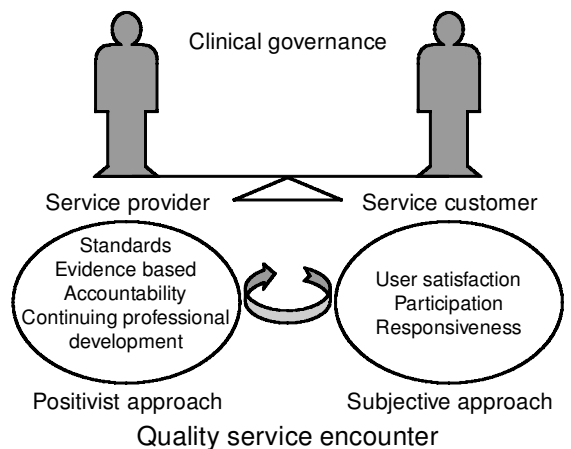 Clinical governance
Service provider
Service customer
Standards
Evidence based
Accountability
Continuing professional
development
User satisfaction
Participation
Responsiveness
Positivist approach
Subjective approach
Quality service encounter